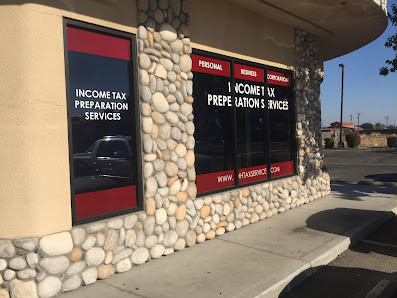 INCOME TAX
PREPARATION
SERVICES
PERSONAL
BUSINESS
CORPORATION
INCOME TAX
PREPARATION SERVICES